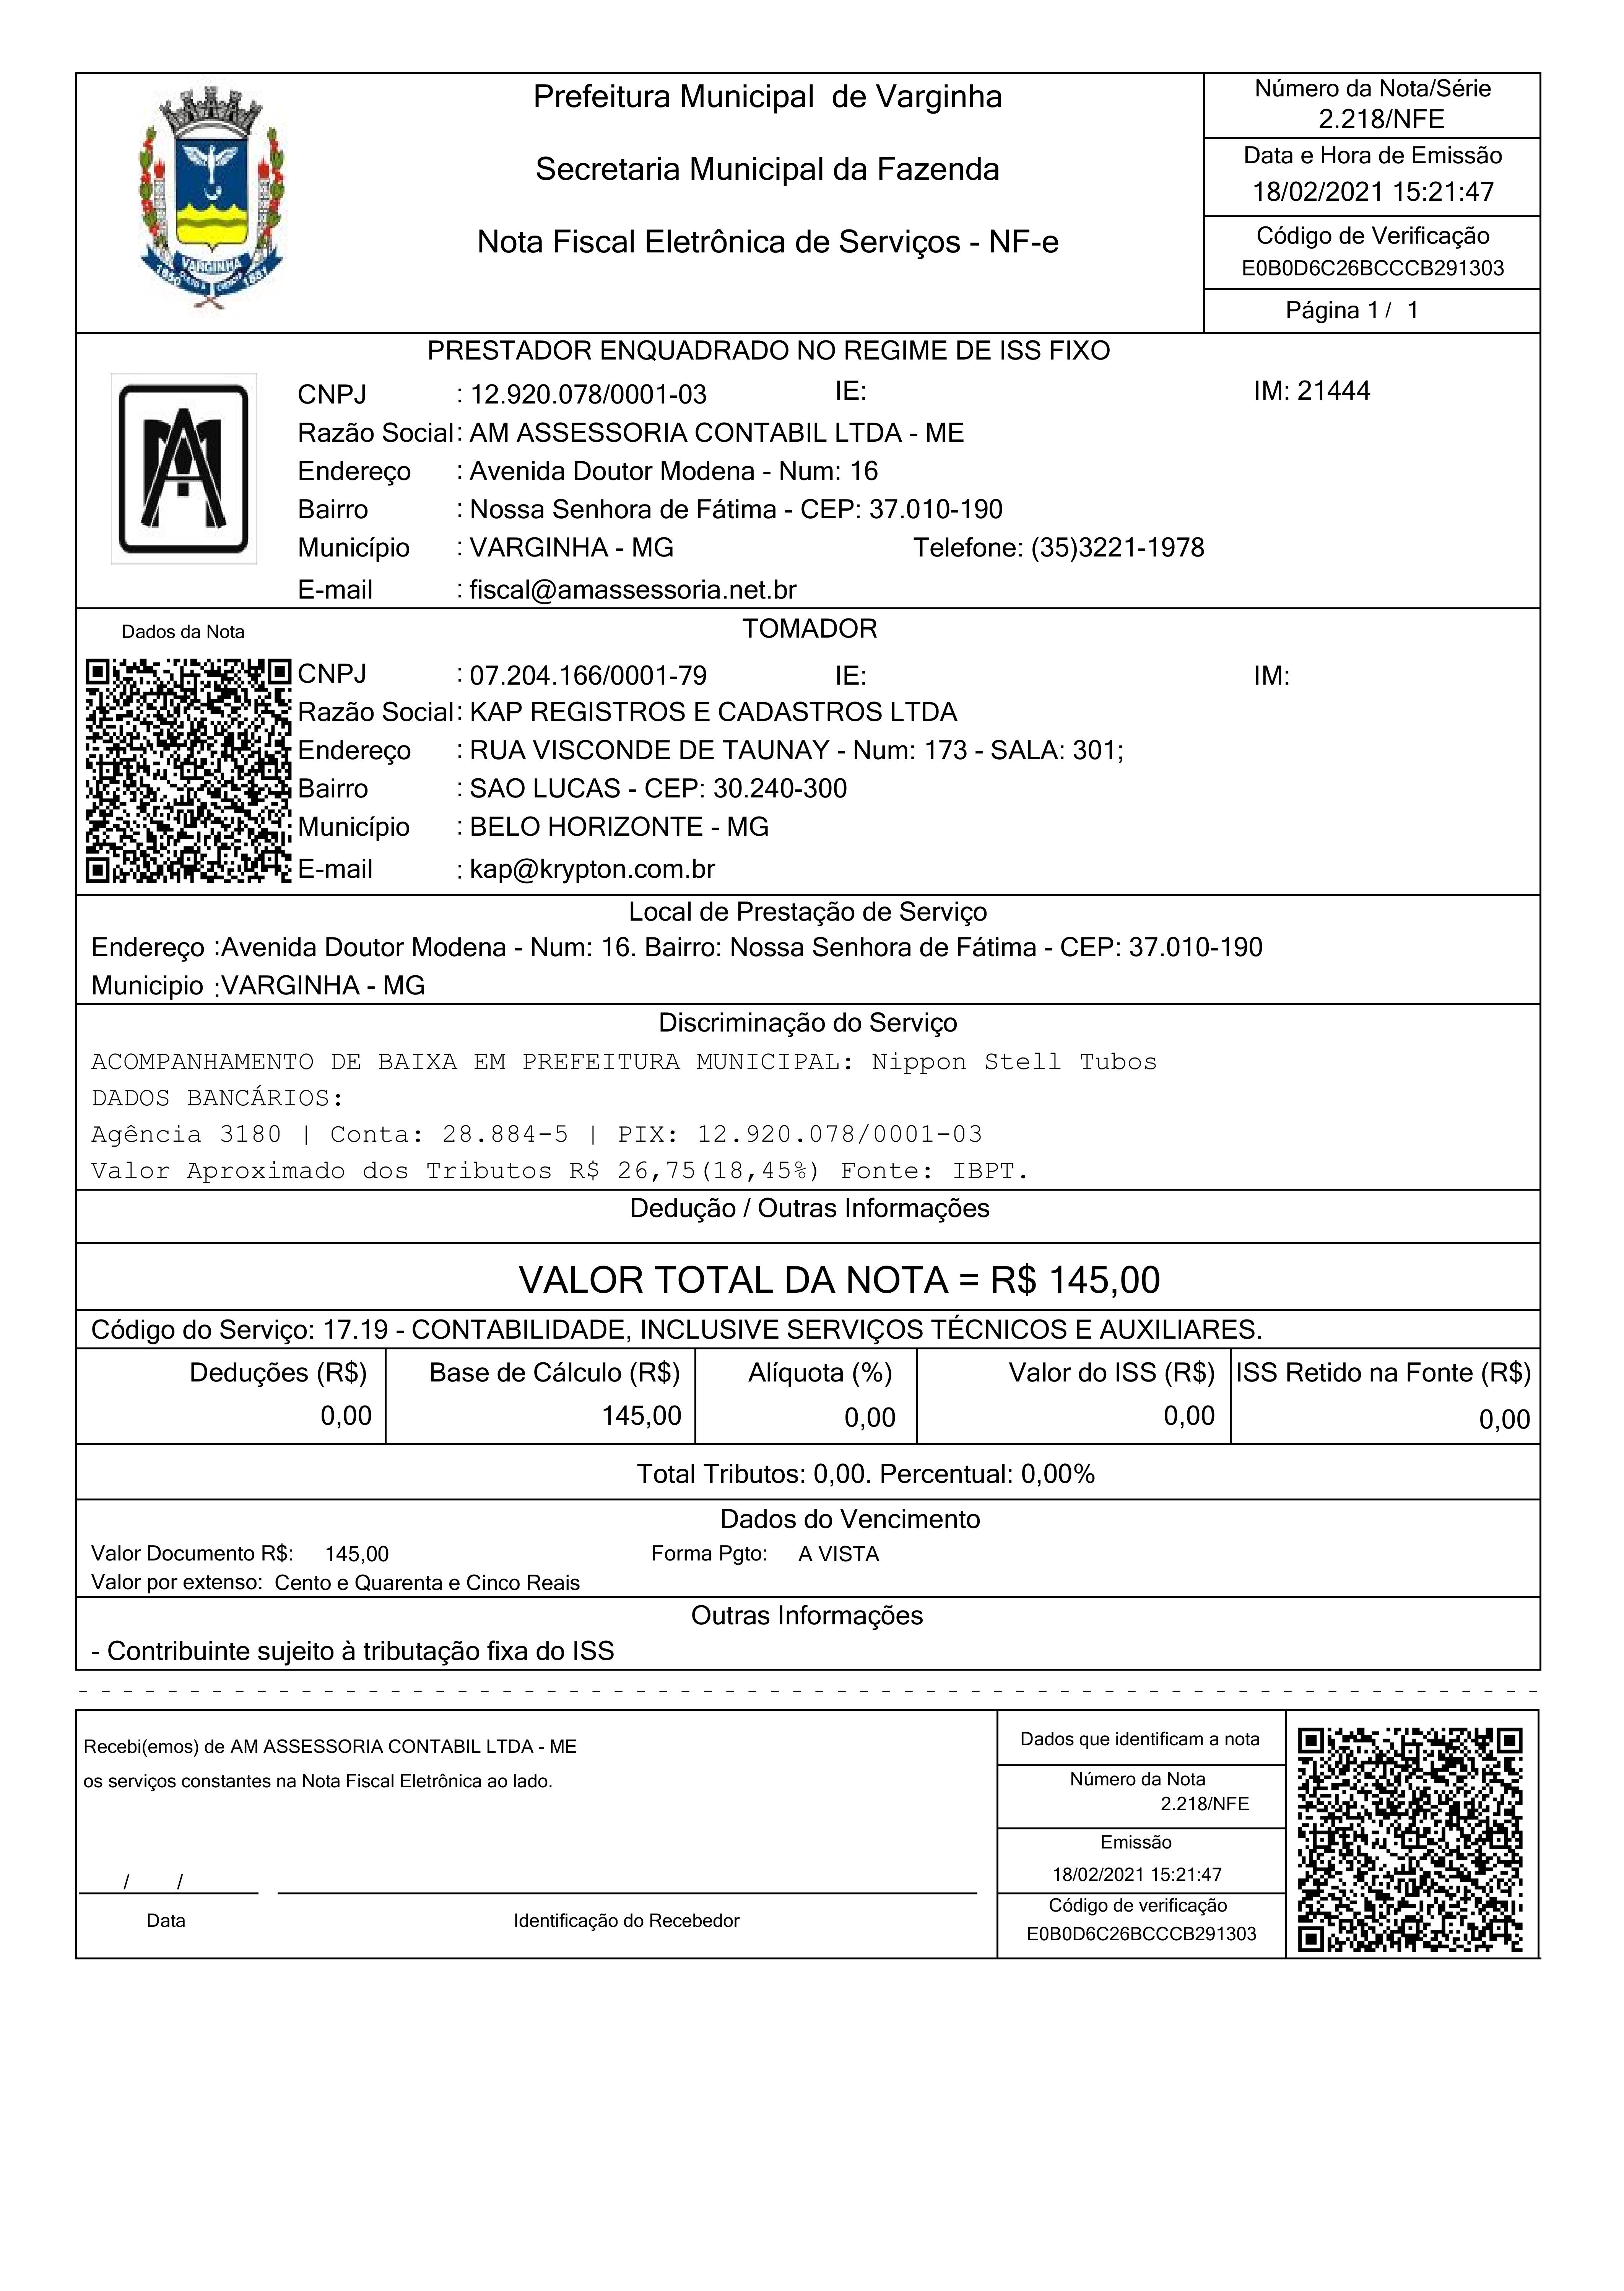 Prefeitura Municipal  de Varginha
Secretaria Municipal da Fazenda
Nota Fiscal Eletrônica de Serviços - NF-e
Número da Nota/Série
2.218/NFE
Data e Hora de Emissão
18/02/2021 15:21:47
Código de Verificação
E0B0D6C26BCCCB291303
Página 1 /  1
VARGINHA
1850
1881
PRESTADOR ENQUADRADO NO REGIME DE ISS FIXO
CNPJ : 12.920.078/0001-03 IE: IM: 21444
Razão Social: AM ASSESSORIA CONTABIL LTDA - ME
Endereço : Avenida Doutor Modena - Num: 16
Bairro : Nossa Senhora de Fátima - CEP: 37.010-190
Município : VARGINHA - MG Telefone: (35)3221-1978
E-mail : fiscal@amassessoria.net.br
Dados da Nota
TOMADOR
CNPJ : 07.204.166/0001-79 IE: IM:
Razão Social: KAP REGISTROS E CADASTROS LTDA
Endereço : RUA VISCONDE DE TAUNAY - Num: 173 - SALA: 301;
Bairro : SAO LUCAS - CEP: 30.240-300
Município : BELO HORIZONTE - MG
E-mail : kap@krypton.com.br
Local de Prestação de Serviço
Endereço :Avenida Doutor Modena - Num: 16. Bairro: Nossa Senhora de Fátima - CEP: 37.010-190
Municipio :VARGINHA - MG
Discriminação do Serviço
ACOMPANHAMENTO DE BAIXA EM PREFEITURA MUNICIPAL: Nippon Stell Tubos
DADOS BANCÁRIOS:
Agência 3180 | Conta: 28.884-5 | PIX: 12.920.078/0001-03
Valor Aproximado dos Tributos R$ 26,75(18,45%) Fonte: IBPT.
Dedução / Outras Informações
VALOR TOTAL DA NOTA = R$ 145,00
Código do Serviço: 17.19 - CONTABILIDADE, INCLUSIVE SERVIÇOS TÉCNICOS E AUXILIARES.
Deduções (R$) Base de Cálculo (R$) Alíquota (%) Valor do ISS (R$) ISS Retido na Fonte (R$)
0,00 145,00 0,00 0,00 0,00
Total Tributos: 0,00. Percentual: 0,00%
Dados do Vencimento
Valor Documento R$: 145,00 Forma Pgto: A VISTA
Valor por extenso: Cento e Quarenta e Cinco Reais
Outras Informações
- Contribuinte sujeito à tributação fixa do ISS
Recebi(emos) de AM ASSESSORIA CONTABIL LTDA - ME
os serviços constantes na Nota Fiscal Eletrônica ao lado.
/ /
Data Identificação do Recebedor
Dados que identificam a nota
Número da Nota
2.218/NFE
Emissão
18/02/2021 15:21:47
Código de verificação
E0B0D6C26BCCCB291303